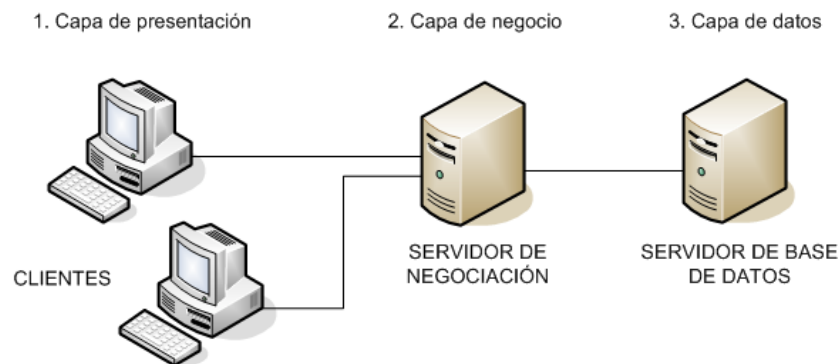 1. Capa de presentación
2. Capa de negocio
3. Capa de datos
CLIENTES
SERVIDOR DE
NEGOCIACIÓN
SERVIDOR DE BASE
DE DATOS